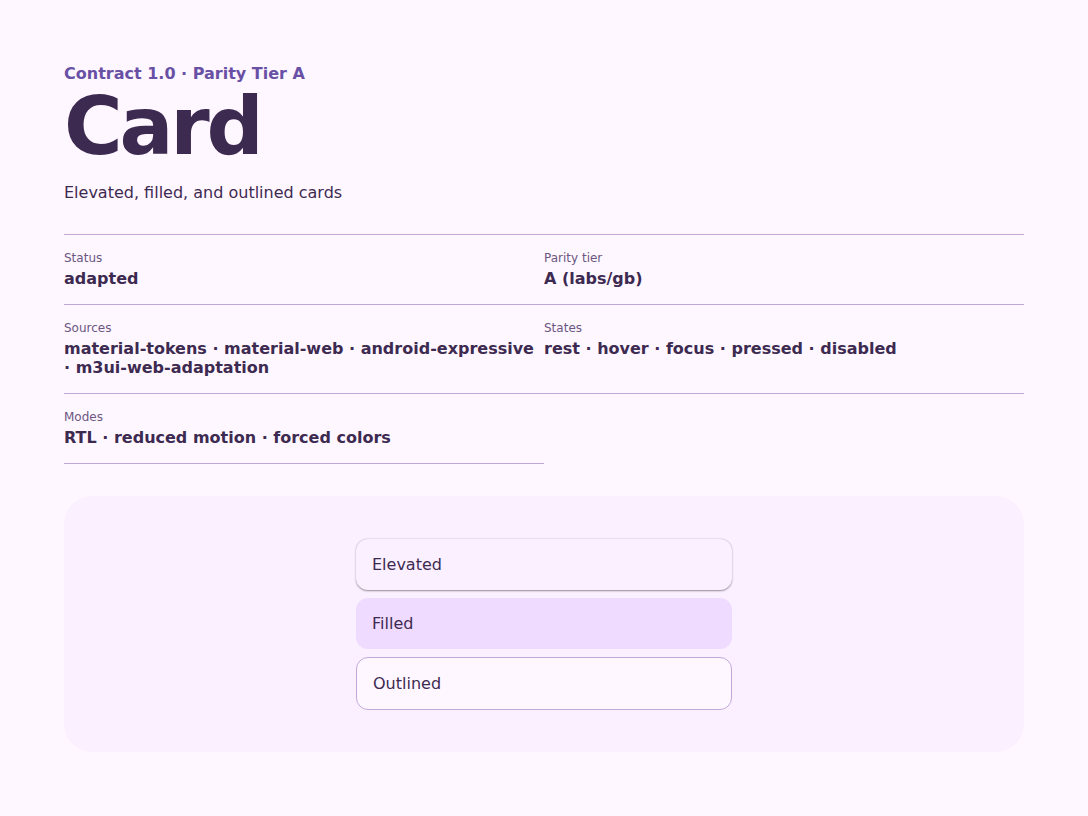 Contract 1.0 · Parity Tier A
Card
Elevated, filled, and outlined cards
Status
adapted
Parity tier
A (labs/gb)
Sources
material-tokens · material-web · android-expressive
· m3ui-web-adaptation
States
rest · hover · focus · pressed · disabled
Modes
RTL · reduced motion · forced colors
Elevated
Filled
Outlined